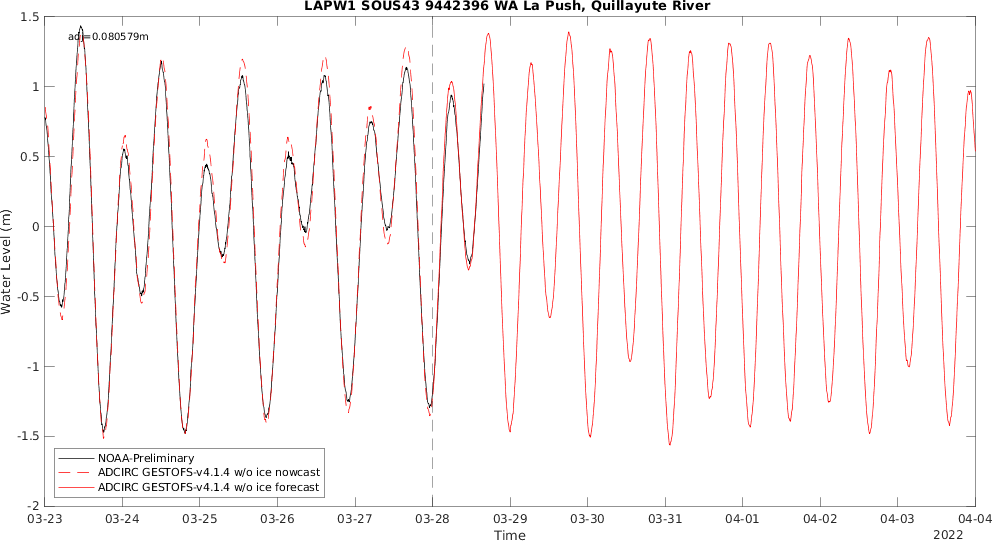 LAPW1 SOUS43 9442396 WA La Push, Quillayute River
adj=0.080579m
Water Level (m)
1.5
1
0.5
0
-0.5
-1
-1.5
-2
NOAA-Preliminary
ADCIRC GESTOFS-v4.1.4 w/o ice nowcast
ADCIRC GESTOFS-v4.1.4 w/o ice forecast
03-23 03-24 03-25 03-26 03-27 03-28 03-29 03-30 03-31 04-01 04-02 04-03 04-04
Time
2022